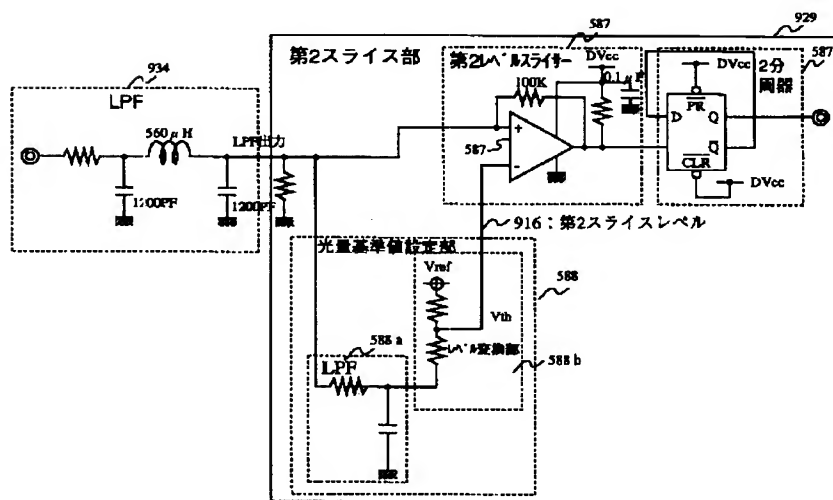 929
第2スライス部
587
934
第2レベルスライサー
DVcc
0.1μF
100K
2分
周器
587
DVcc
LPF
560μH
LPF出力
1200PF
1200PF
+
-
587
D
PR
Q
CLR
Q
DVcc
916：第2スライスレベル
光量基準値設定部
588
Vref
Vth
588 a
LPF
レベル変換部
588 b